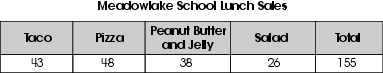 Meadowlake School Lunch Sales
Taco Pizza Peanut Butter and Jelly Salad Total
43 48 38 26 155